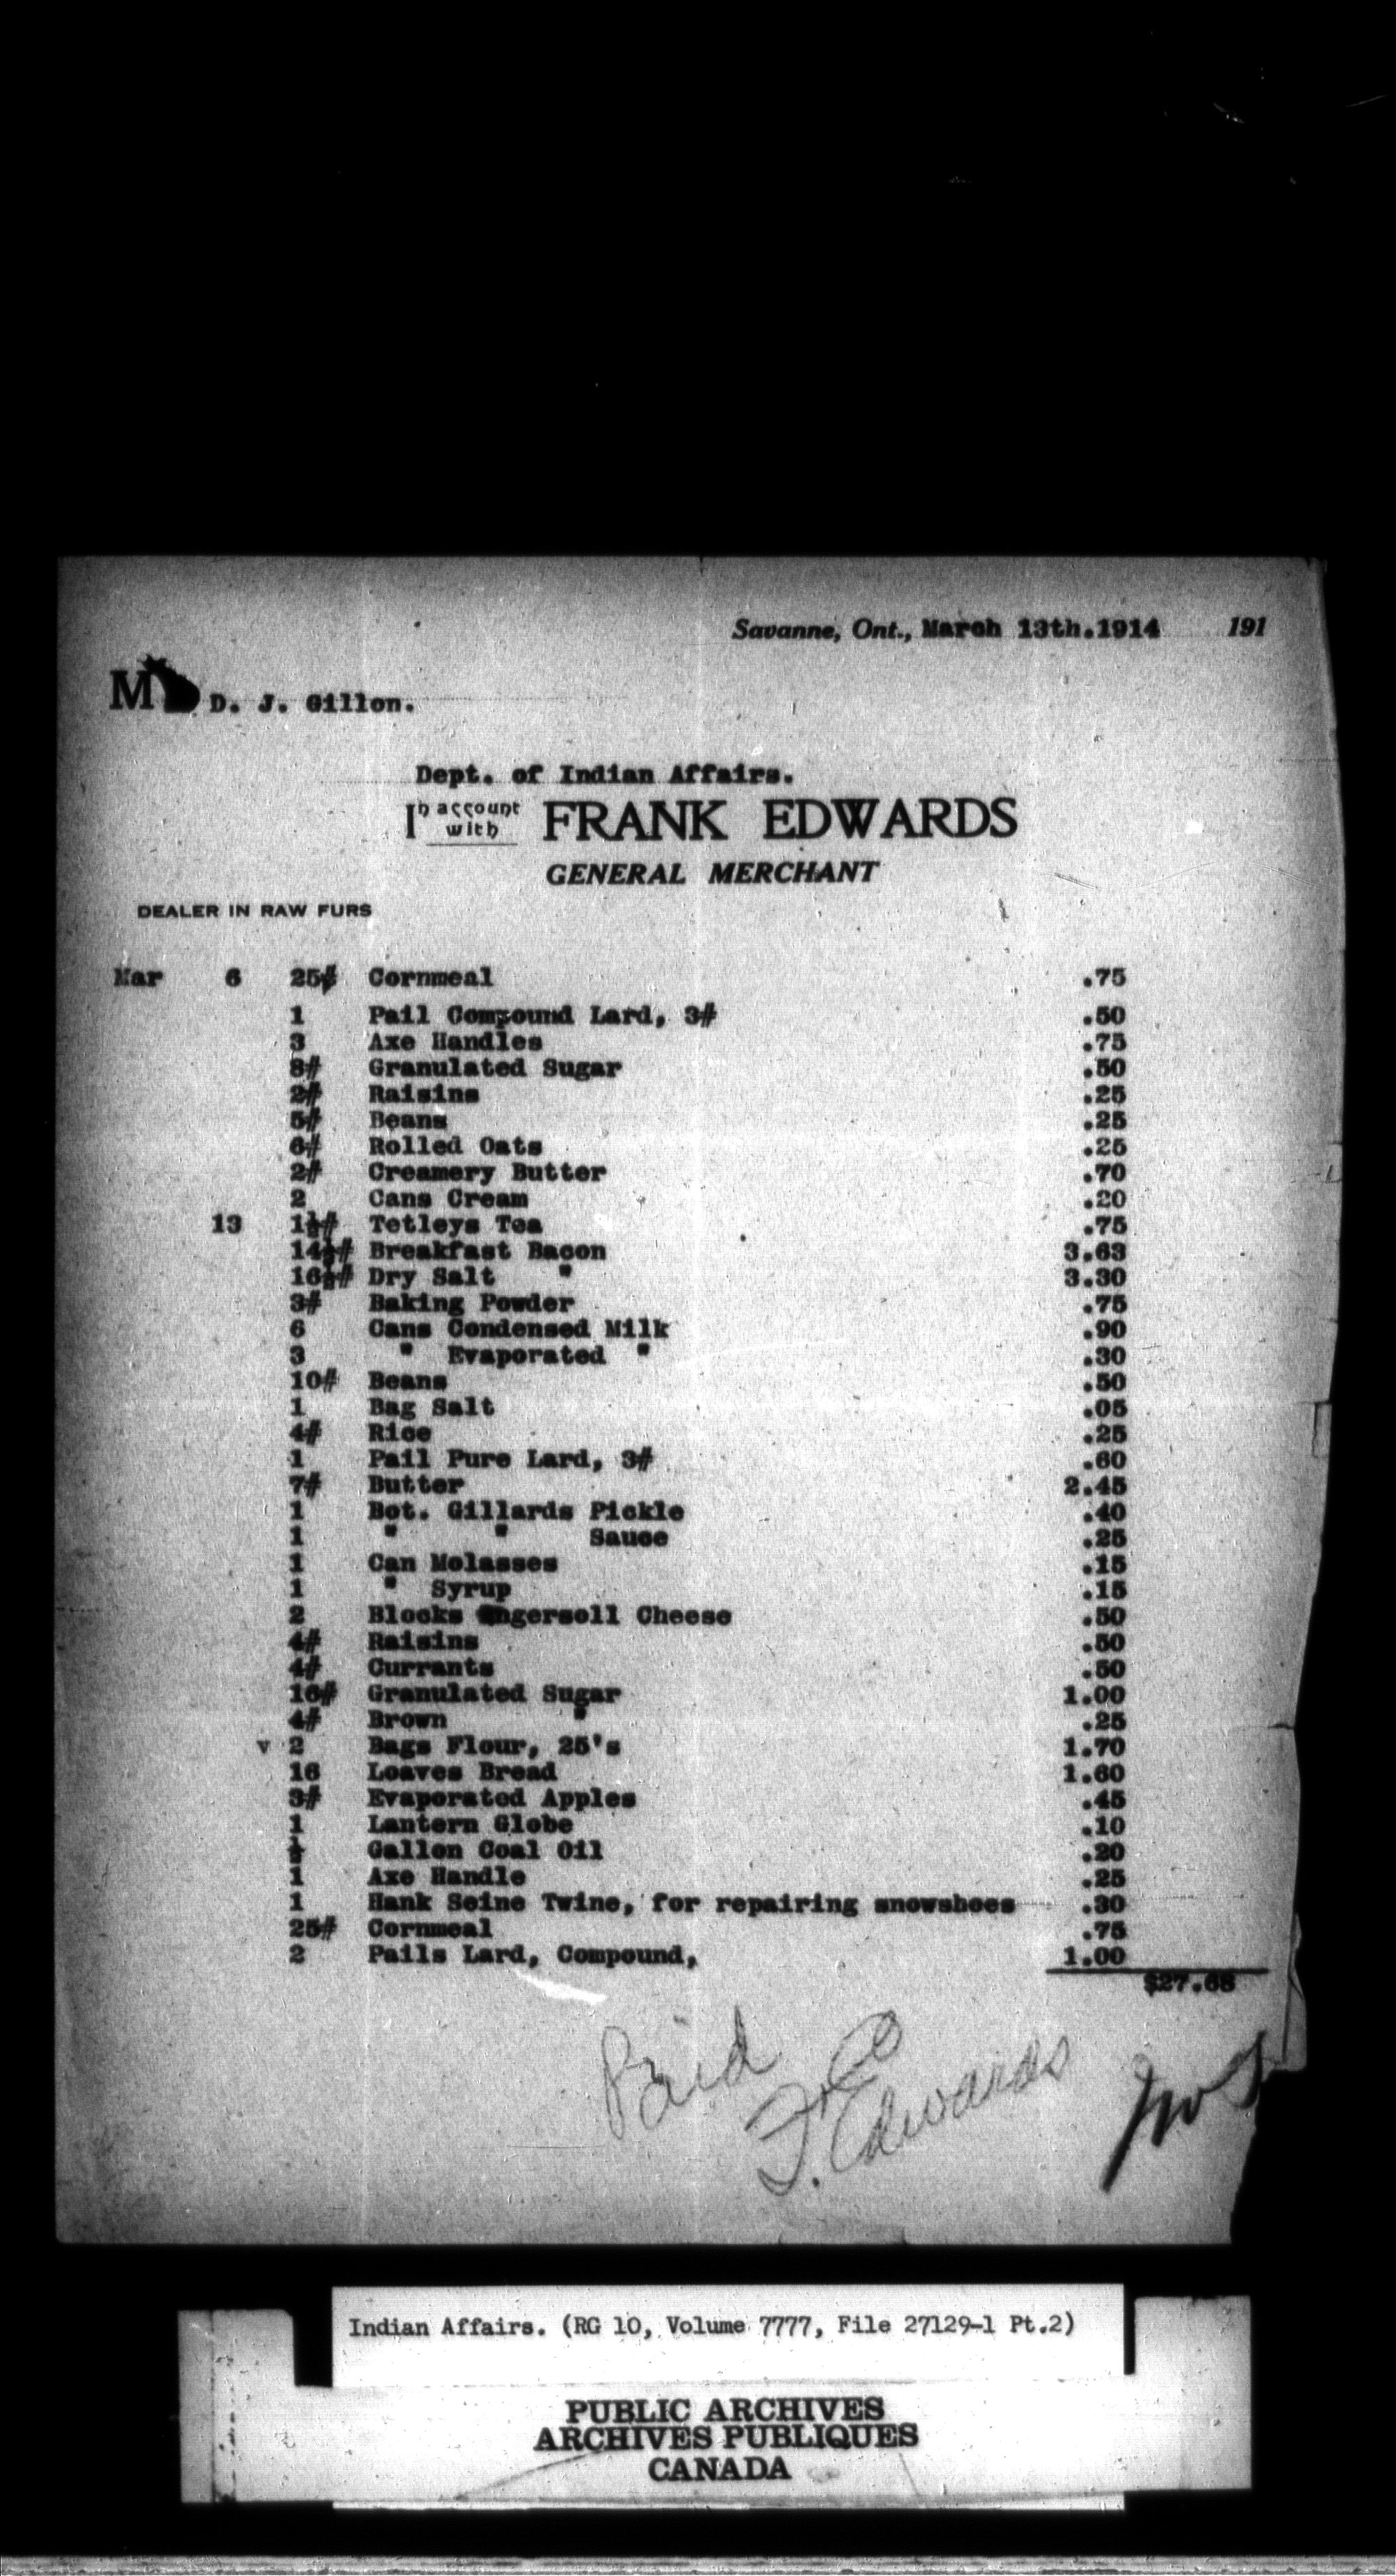 Savanne, Ont., March 13th.1914 191
M D. J. Gillon.
Dept. of Indian Affairs.
In account with FRANK EDWARDS
GENERAL MERCHANT
DEALER IN RAW FURS
Mar 6 25# Cornmeal .75
1 Pail Compound Lard, 3# .50
3 Axe Handles .75
8# Granulated Sugar .50
2# Raisins .25
5# Beans .25
6# Rolled Oats .25
2# Creamery Butter .70
2 Cans Cream .20
13 1½# Tetleys Tea .75
14½# Breakfast Bacon 3.63
16½# Dry Salt " 3.30
3# Baking Powder .75
6 Cans Condensed Milk .90
3 " Evaporated " .30
10# Beans .50
1 Bag Salt .05
4# Rice .25
1 Pail Pure Lard, 3# .60
7# Butter 2.45
1 Bot. Gillards Pickle .40
1 " " Sauce .25
1 Can Molasses .15
1 " Syrup .15
2 Blocks Ingersoll Cheese .50
4# Raisins .50
4# Currants .50
16# Granulated Sugar 1.00
4# Brown " .25
v 2 Bags Flour, 25's 1.70
16 Loaves Bread 1.60
3# Evaporated Apples .45
1 Lantern Globe .10
½ Gallon Coal Oil .20
1 Axe Handle .25
1 Hank Seine Twine, for repairing snowshoes .30
25# Cornmeal .75
2 Pails Lard, Compound, 1.00
$27.68
Paid
F. Edwards
Indian Affairs. (RG 10, Volume 7777, File 27129-1 Pt.2)
PUBLIC ARCHIVES
ARCHIVES PUBLIQUES
CANADA